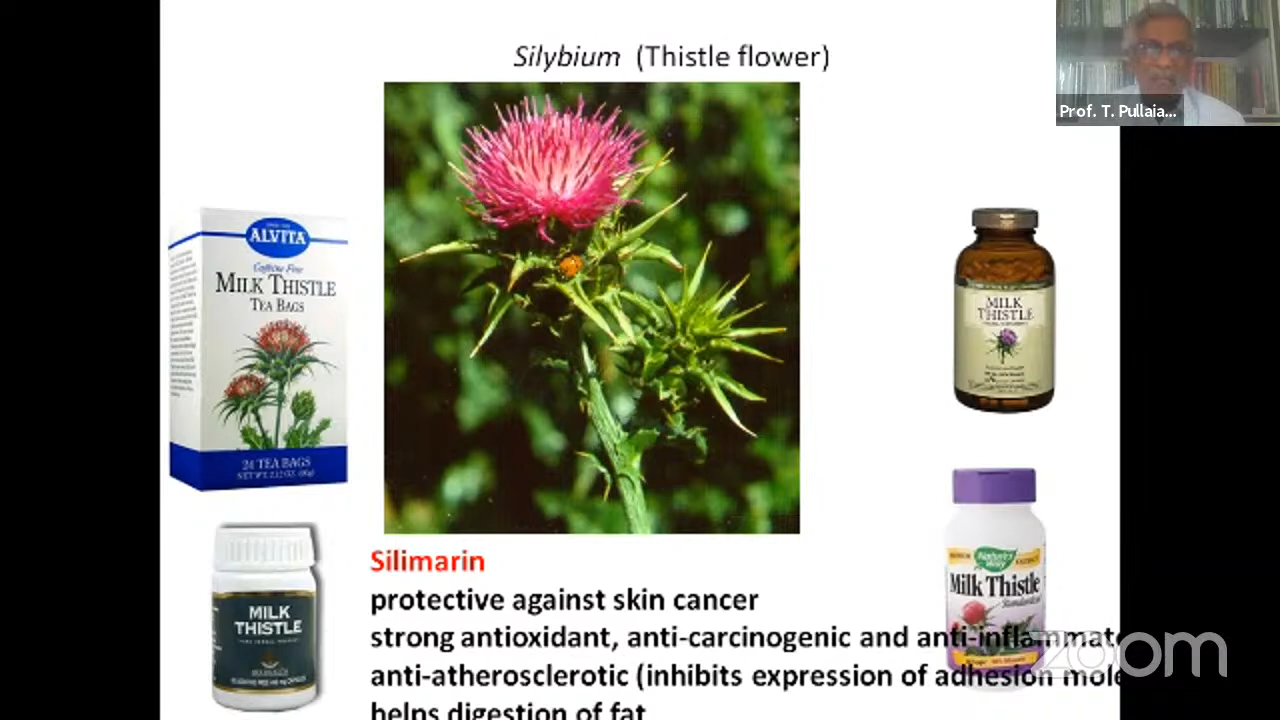 Silybium (Thistle flower)
Prof. T. Pullaia...
ALVITA
Caffeine Free
MILK THISTLE
TEA BAGS
24 TEA BAGS
MILK
THISTLE
MILK
THISTLE
Nature's
Way
Milk Thistle
Standardized
Silimarin
protective against skin cancer
strong antioxidant, anti-carcinogenic and anti-inflammato
anti-atherosclerotic (inhibits expression of adhesion mole
helps digestion of fat
zoom